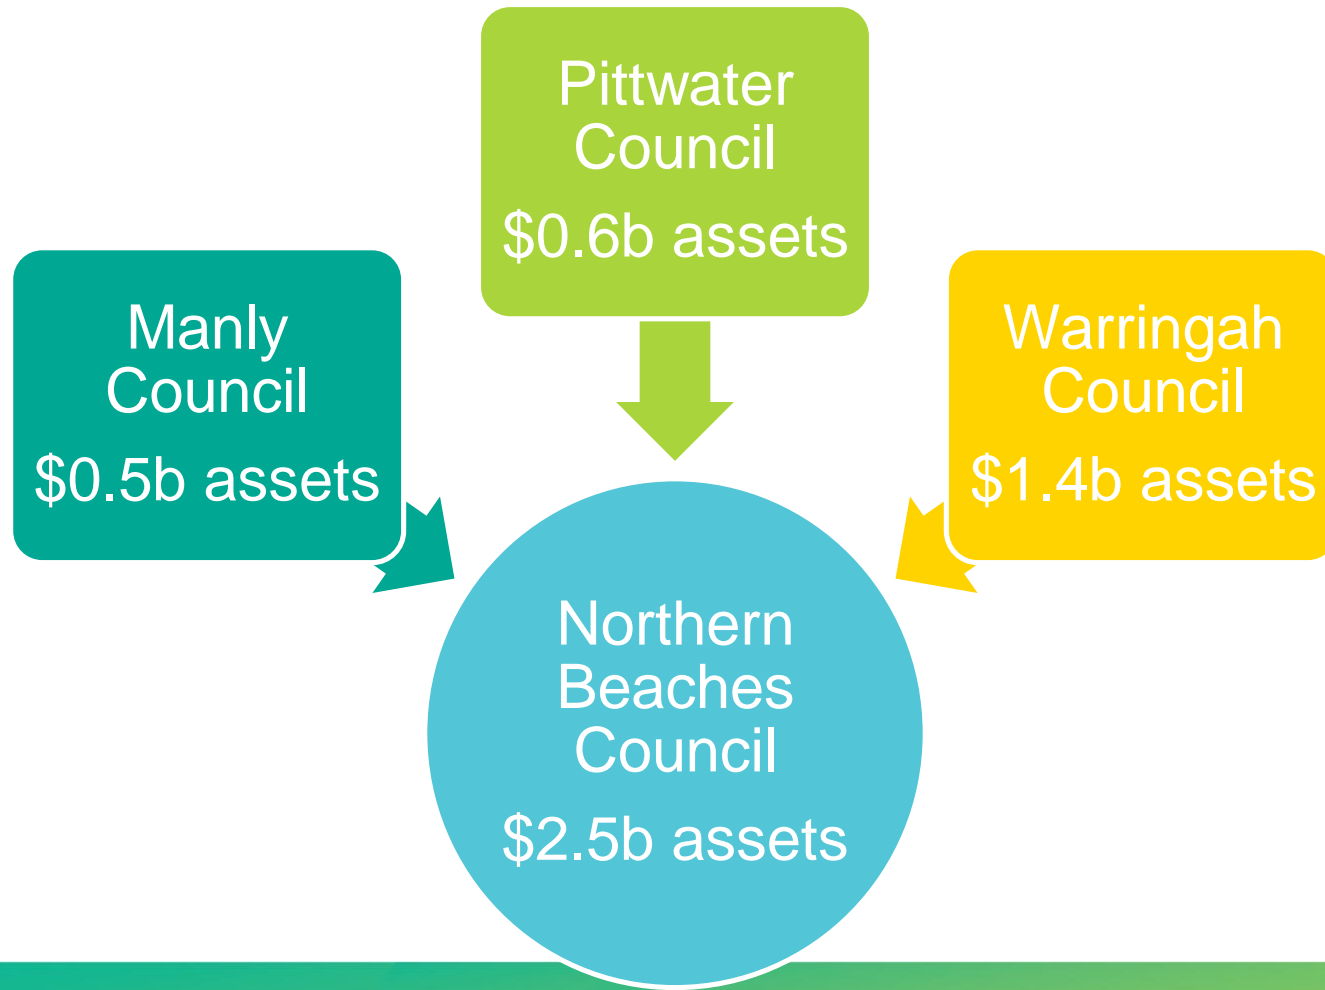 Pittwater
Council
$0.6b assets
Manly
Council
$0.5b assets
Warringah
Council
$1.4b assets
Northern
Beaches
Council
$2.5b assets